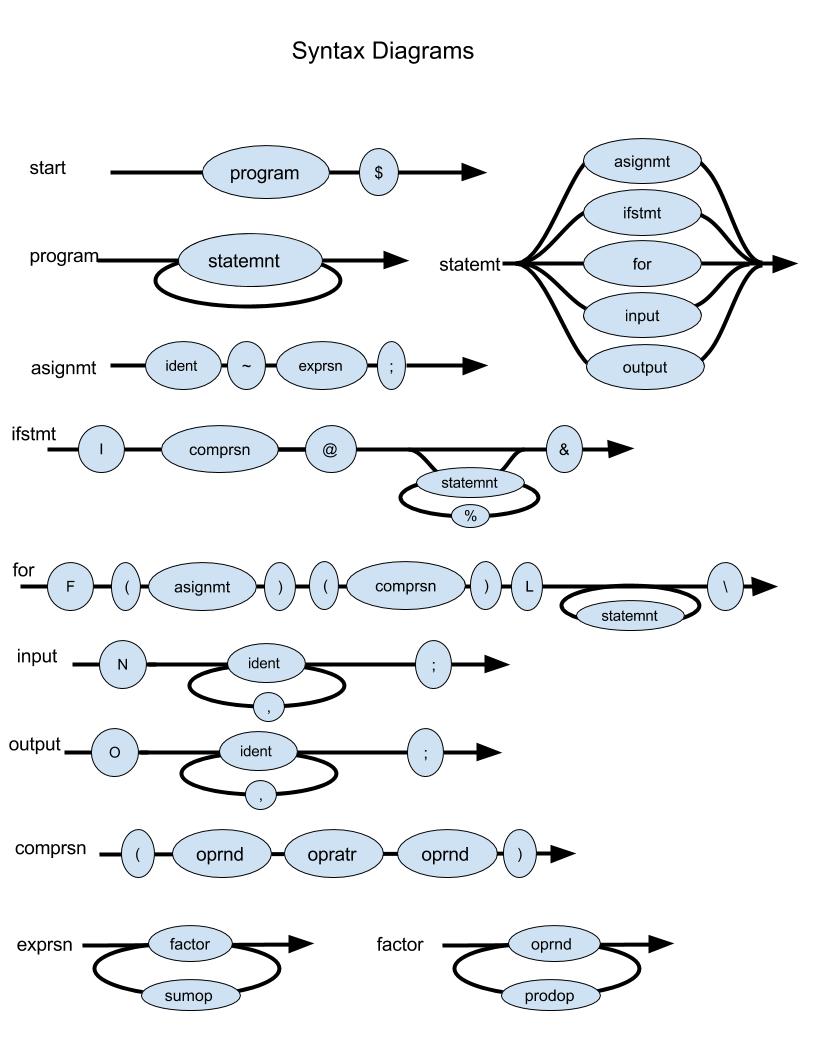 Syntax Diagrams
start program $
program statemnt
statemt asignmt ifstmt for input output
asignmt ident ~ exprsn ;
ifstmt I comprsn @ statemnt % &
for F ( asignmt ) ( comprsn ) L statemnt \
input N ident , ;
output O ident , ;
comprsn ( oprnd opratr oprnd )
exprsn factor sumop
factor oprnd prodop